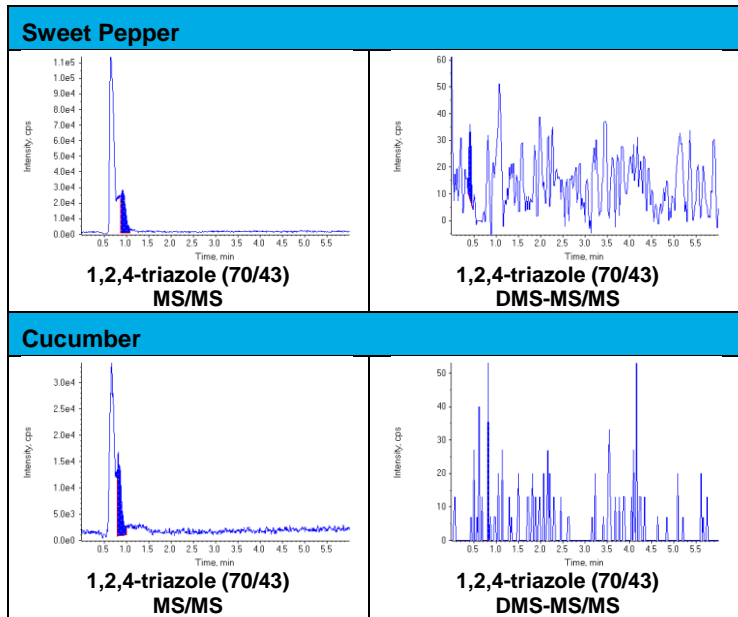 Sweet Pepper
Intensity, cps
1.1e5
1.0e5
9.0e4
8.0e4
7.0e4
6.0e4
5.0e4
4.0e4
3.0e4
2.0e4
1.0e4
0.0e0
0.5 1.0 1.5 2.0 2.5 3.0 3.5 4.0 4.5 5.0 5.5
Time, min
1,2,4-triazole (70/43)
MS/MS
Intensity, cps
60
50
40
30
20
10
0
0.5 1.0 1.5 2.0 2.5 3.0 3.5 4.0 4.5 5.0 5.5
Time, min
1,2,4-triazole (70/43)
DMS-MS/MS
Cucumber
Intensity, cps
3.0e4
2.5e4
2.0e4
1.5e4
1.0e4
5.0e3
0.0e0
0.5 1.0 1.5 2.0 2.5 3.0 3.5 4.0 4.5 5.0 5.5
Time, min
1,2,4-triazole (70/43)
MS/MS
Intensity, cps
50
40
30
20
10
0
0.5 1.0 1.5 2.0 2.5 3.0 3.5 4.0 4.5 5.0 5.5
Time, min
1,2,4-triazole (70/43)
DMS-MS/MS